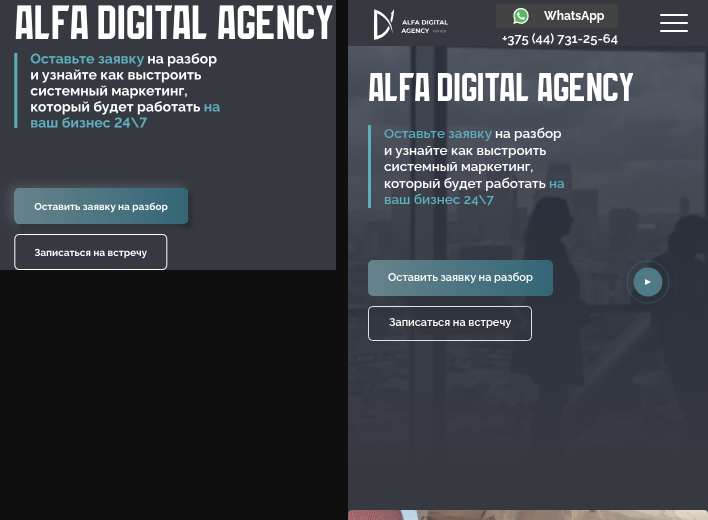 ALFA DIGITAL AGENCY
Оставьте заявку на разбор
и узнайте как выстроить
системный маркетинг,
который будет работать на
ваш бизнес 24\7
Оставить заявку на разбор
Записаться на встречу
ALFA DIGITAL
AGENCY
WhatsApp
+375 (44) 731-25-64
ALFA DIGITAL AGENCY
Оставьте заявку на разбор
и узнайте как выстроить
системный маркетинг,
который будет работать на
ваш бизнес 24\7
Оставить заявку на разбор
Записаться на встречу